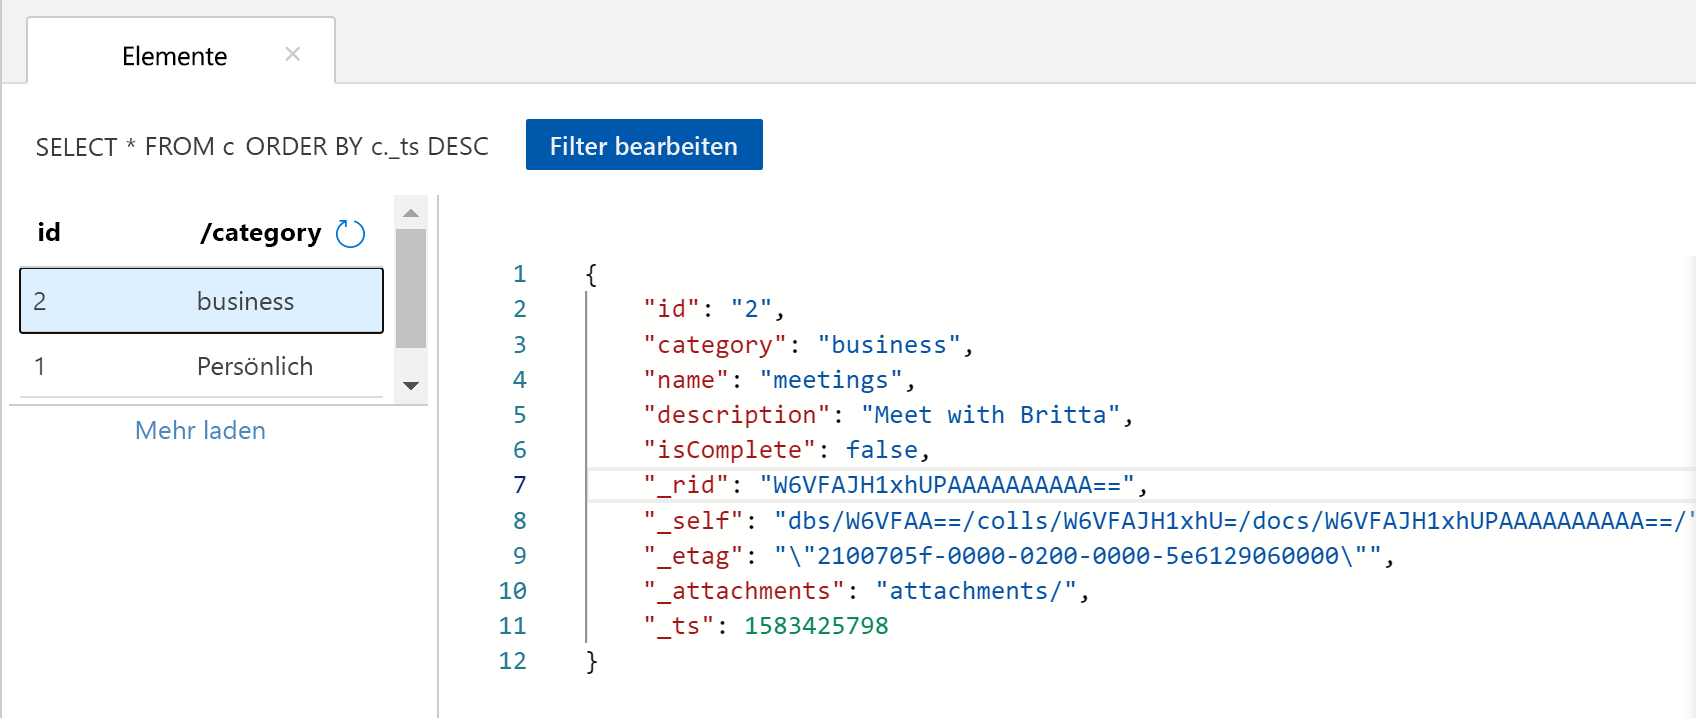 Elemente ×
SELECT * FROM c ORDER BY c._ts DESC Filter bearbeiten
id /category
2 business
1 Persönlich
Mehr laden
1 {
2 "id": "2",
3 "category": "business",
4 "name": "meetings",
5 "description": "Meet with Britta",
6 "isComplete": false,
7 "_rid": "W6VFAJH1xhUPAAAAAAAAAA==",
8 "_self": "dbs/W6VFAA==/colls/W6VFAJH1xhU=/docs/W6VFAJH1xhUPAAAAAAAAAA==/"
9 "_etag": "\"2100705f-0000-0200-0000-5e6129060000\"",
10 "_attachments": "attachments/",
11 "_ts": 1583425798
12 }